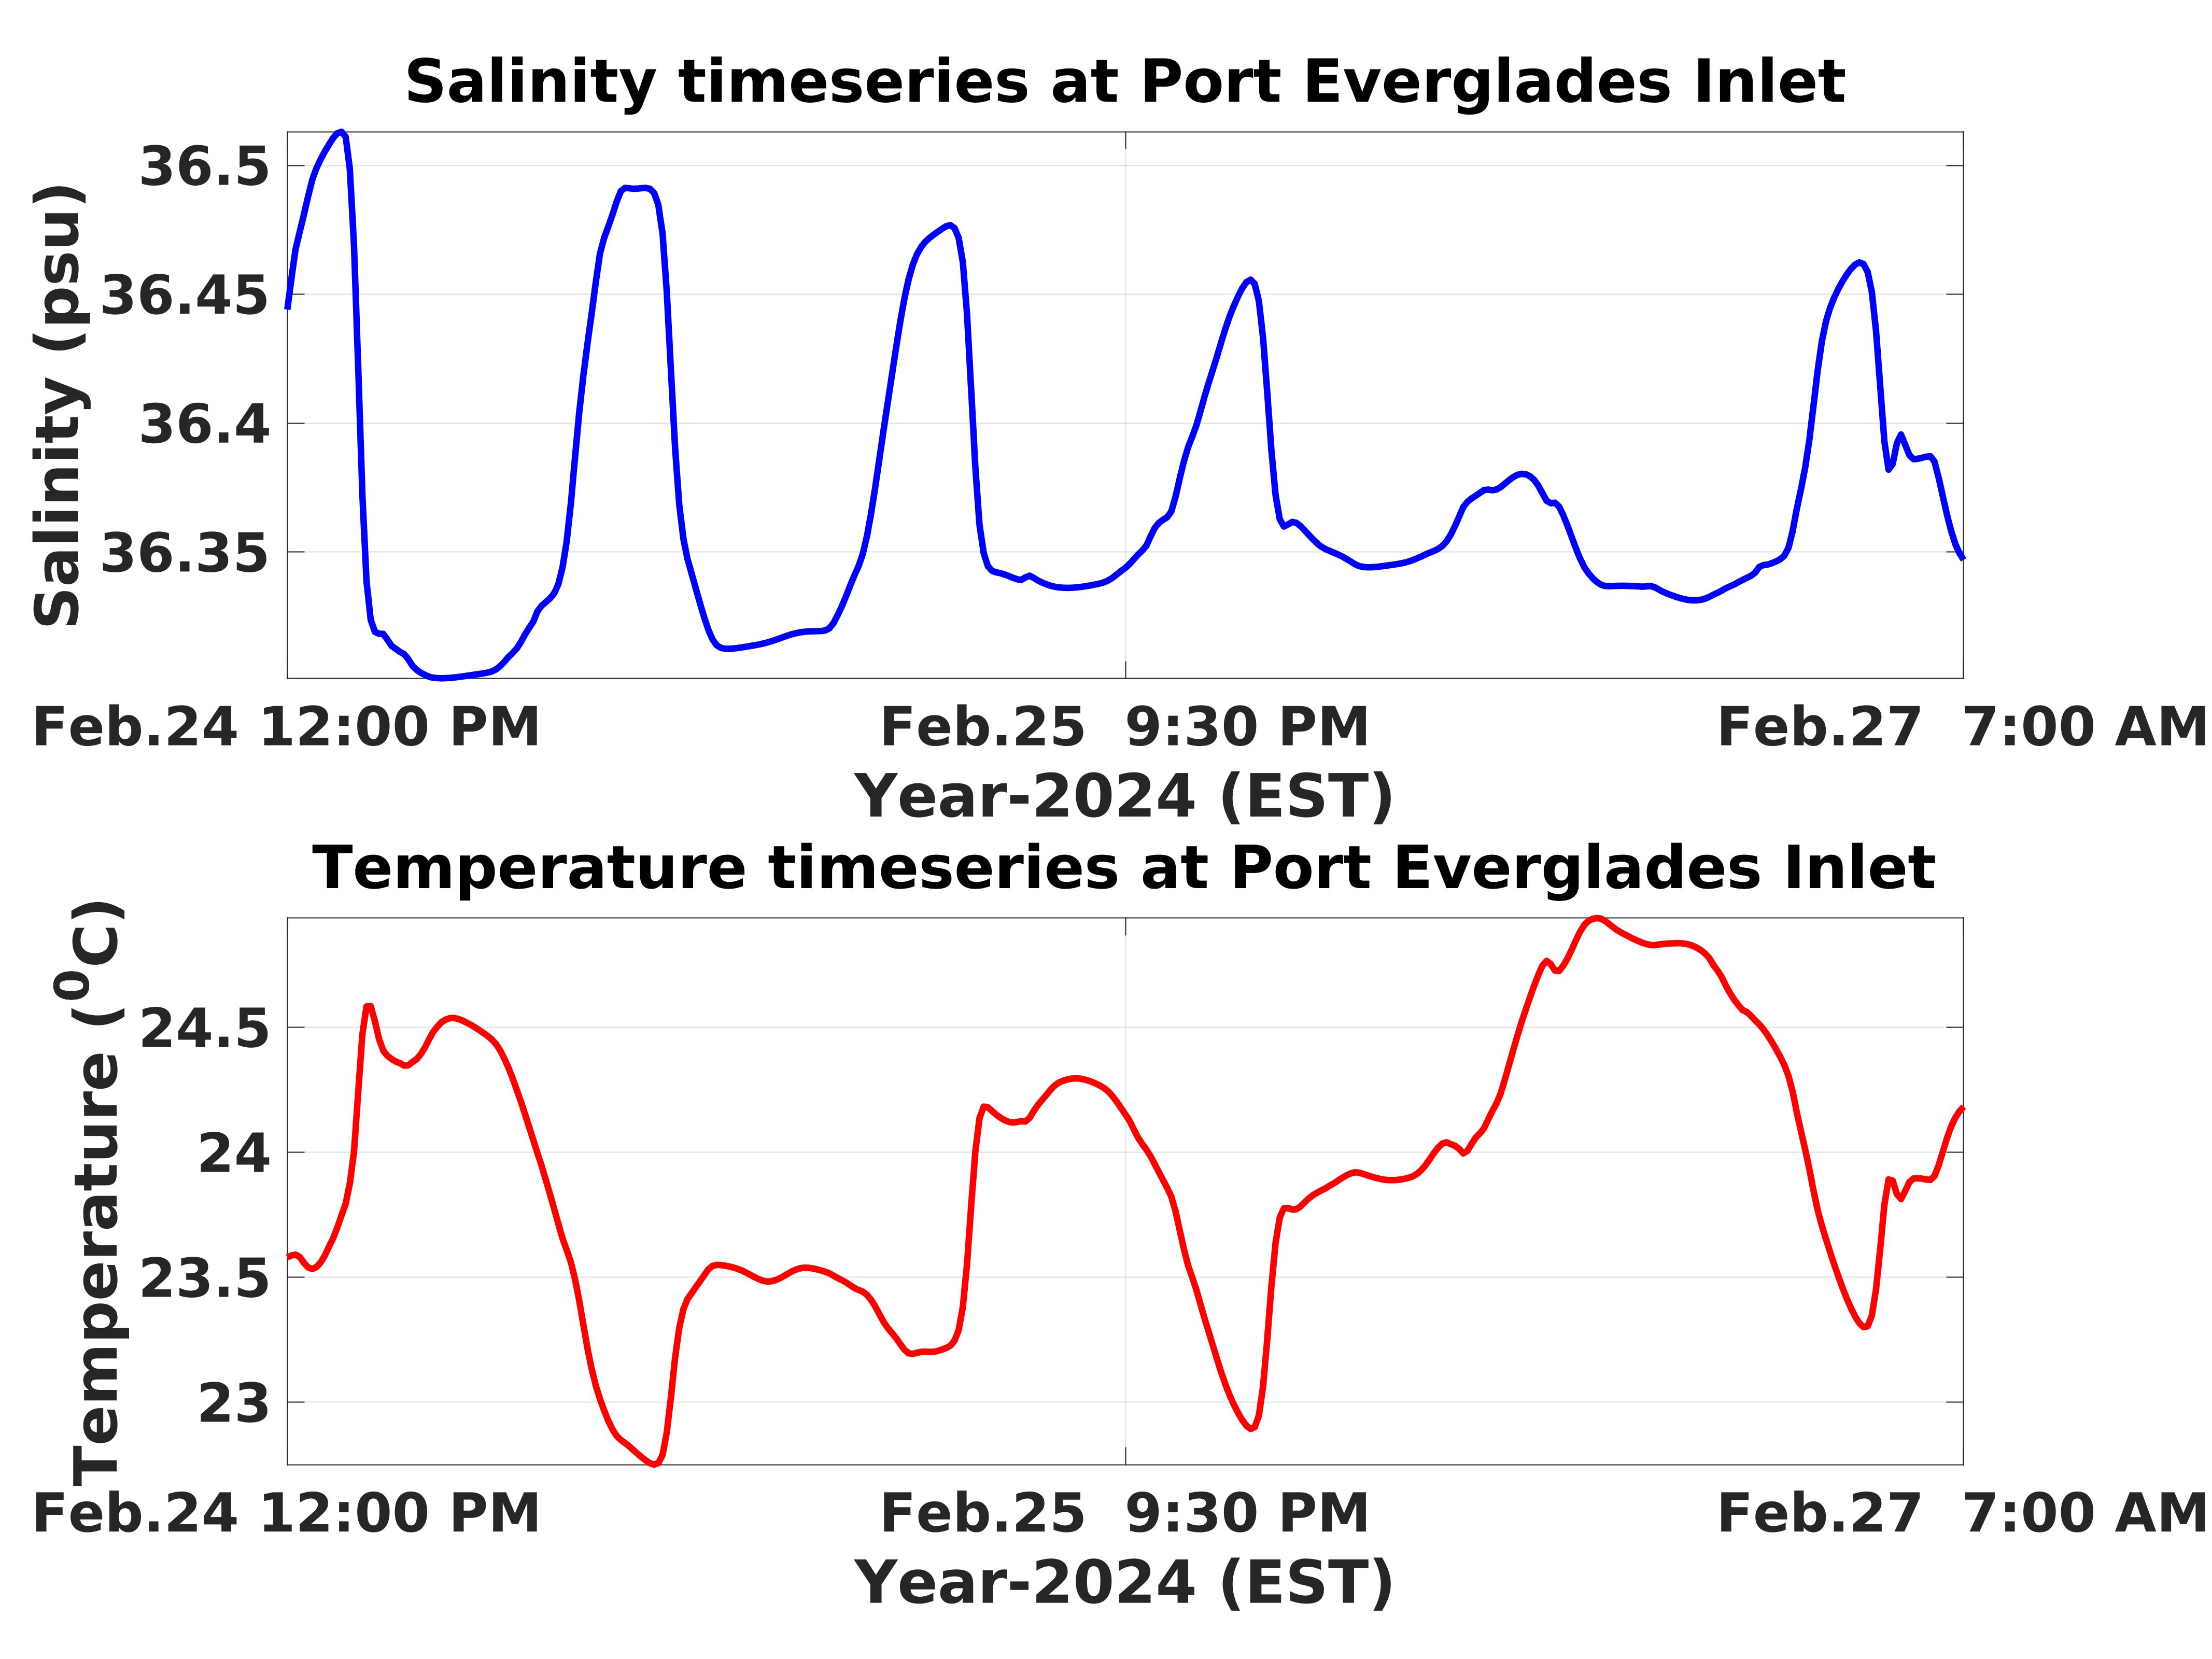 Salinity timeseries at Port Everglades Inlet
Salinity (psu)
36.5
36.45
36.4
36.35
Feb.24 12:00 PM Feb.25 9:30 PM Feb.27 7:00 AM
Year-2024 (EST)
Temperature timeseries at Port Everglades Inlet
Temperature (⁰C)
24.5
24
23.5
23
Feb.24 12:00 PM Feb.25 9:30 PM Feb.27 7:00 AM
Year-2024 (EST)